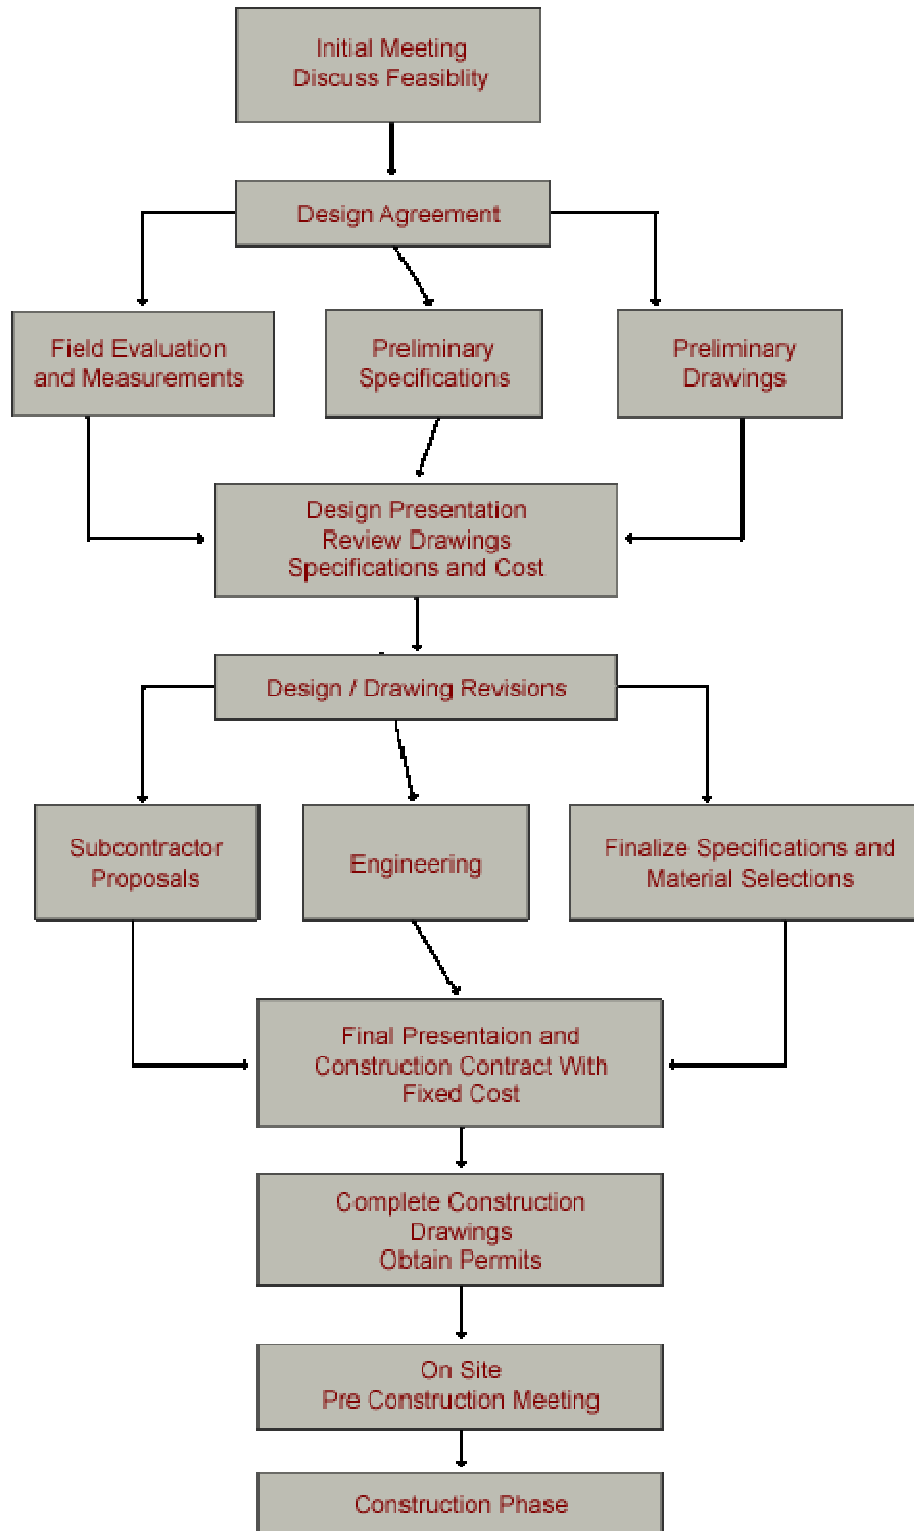 Initial Meeting
Discuss Feasiblity
Design Agreement
Field Evaluation
and Measurements
Preliminary
Specifications
Preliminary
Drawings
Design Presentation
Review Drawings
Specifications and Cost
Design / Drawing Revisions
Subcontractor
Proposals
Engineering
Finalize Specifications and
Material Selections
Final Presentaion and
Construction Contract With
Fixed Cost
Complete Construction
Drawings
Obtain Permits
On Site
Pre Construction Meeting
Construction Phase